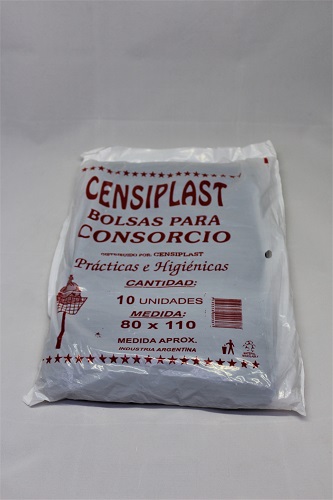 CENSIPLAST
BOLSAS PARA
CONSORCIO
DISTRIBUIDO POR: CENSIPLAST
Prácticas e Higiénicas
CANTIDAD:
10 UNIDADES
MEDIDA:
80 x 110
MEDIDA APROX.
INDUSTRIA ARGENTINA